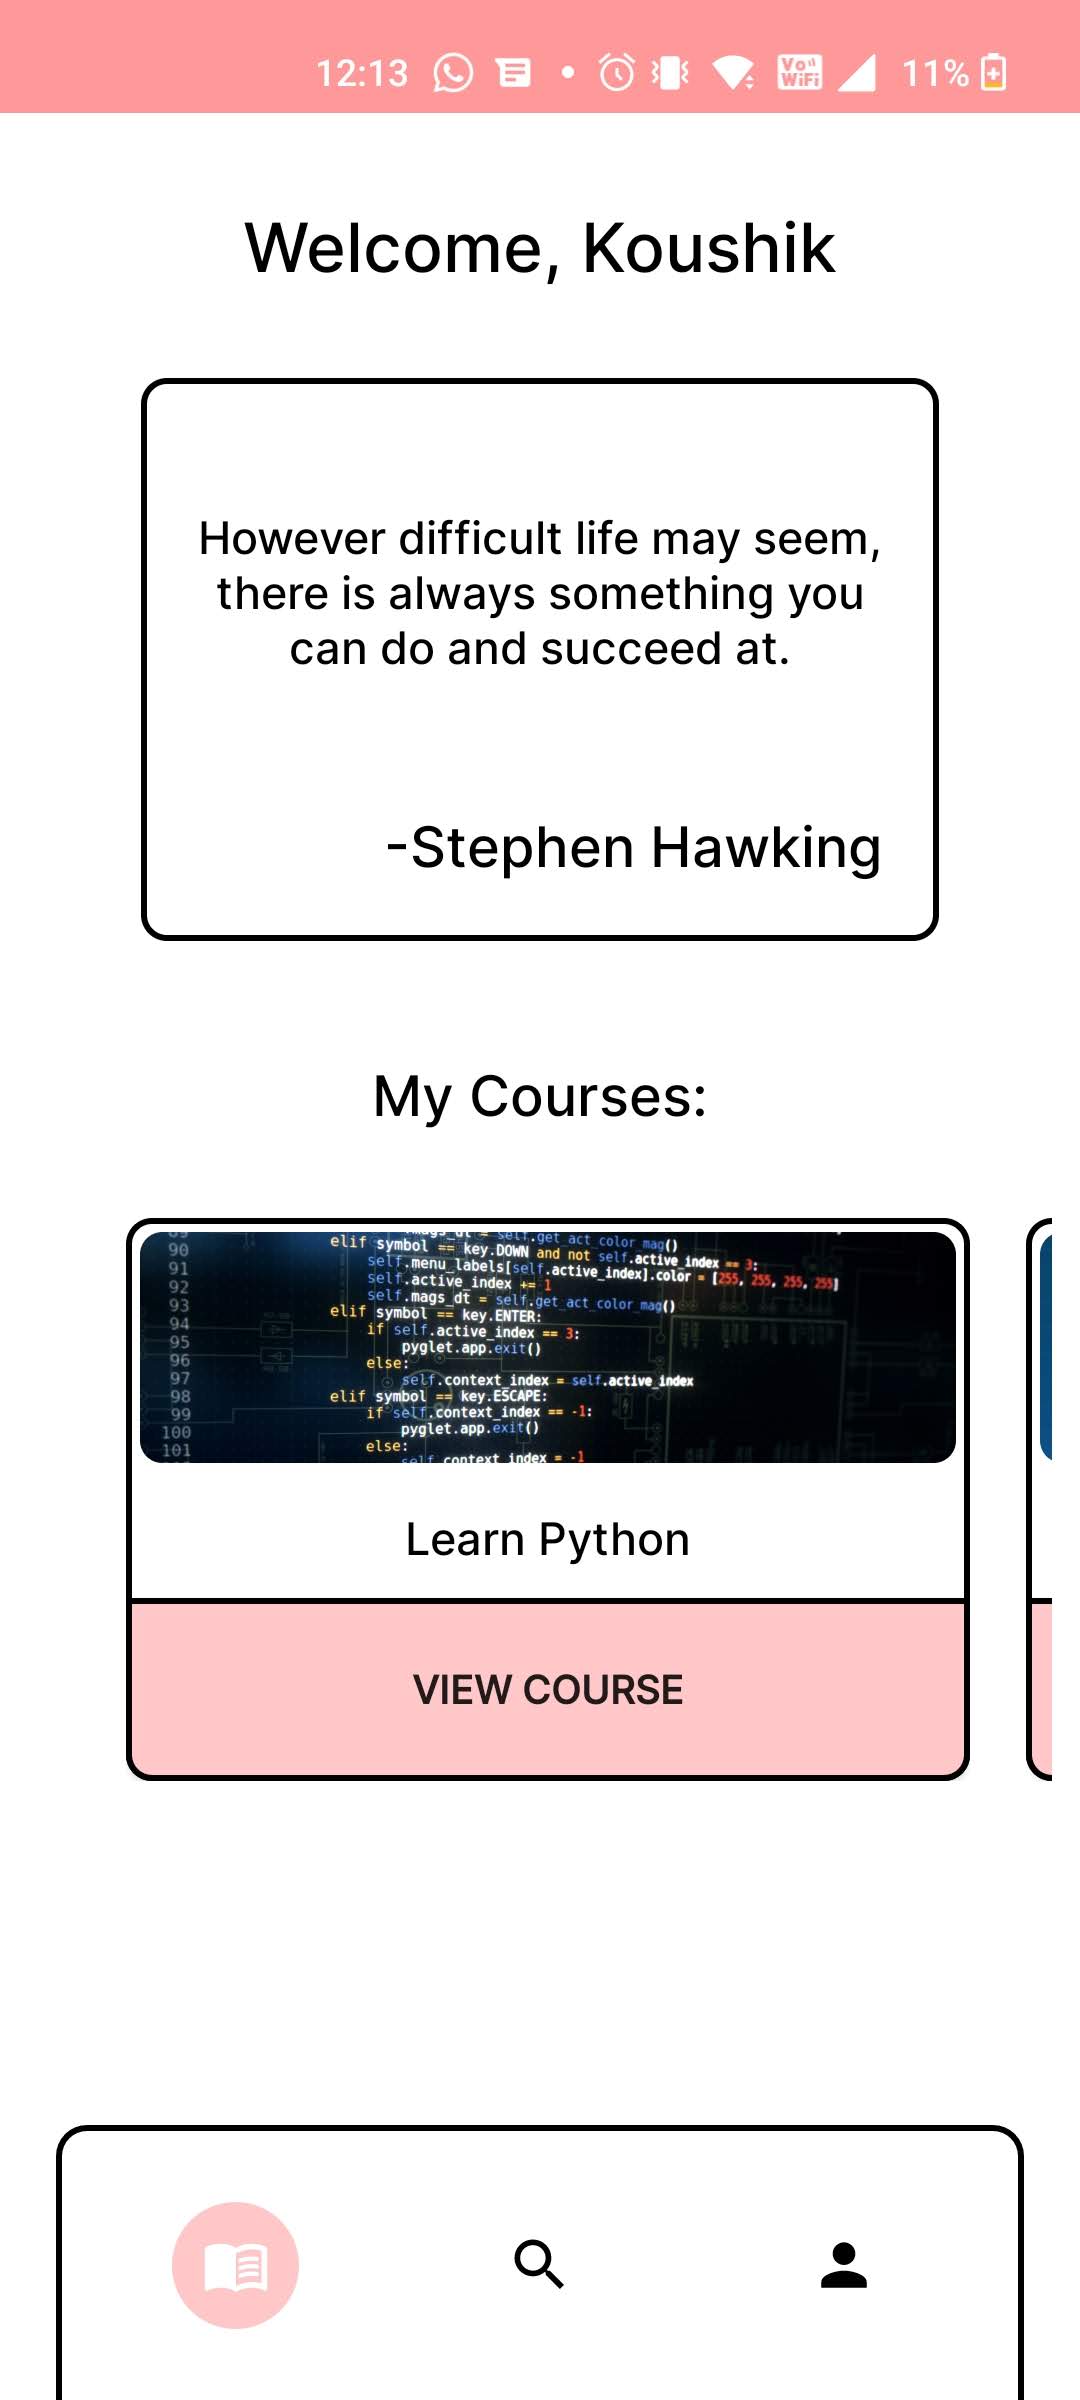 12:13
Vo
WiFi
11%
Welcome, Koushik
However difficult life may seem,
there is always something you
can do and succeed at.
-Stephen Hawking
My Courses:
self.get_act_color_mag()
90 elif symbol == key.DOWN and not self.active_index == 3:
91 self.menu_labels[self.active_index].color = [255, 255, 255, 255]
92 self.active_index += 1
93 self.mags_dt = self.get_act_color_mag()
94 elif symbol == key.ENTER:
95 if self.active_index == 3:
96 pyglet.app.exit()
97 else:
98 self.context_index = self.active_index
99 elif symbol == key.ESCAPE:
100 if self.context_index == -1:
101 pyglet.app.exit()
else:
self.context_index = -1
Learn Python
VIEW COURSE